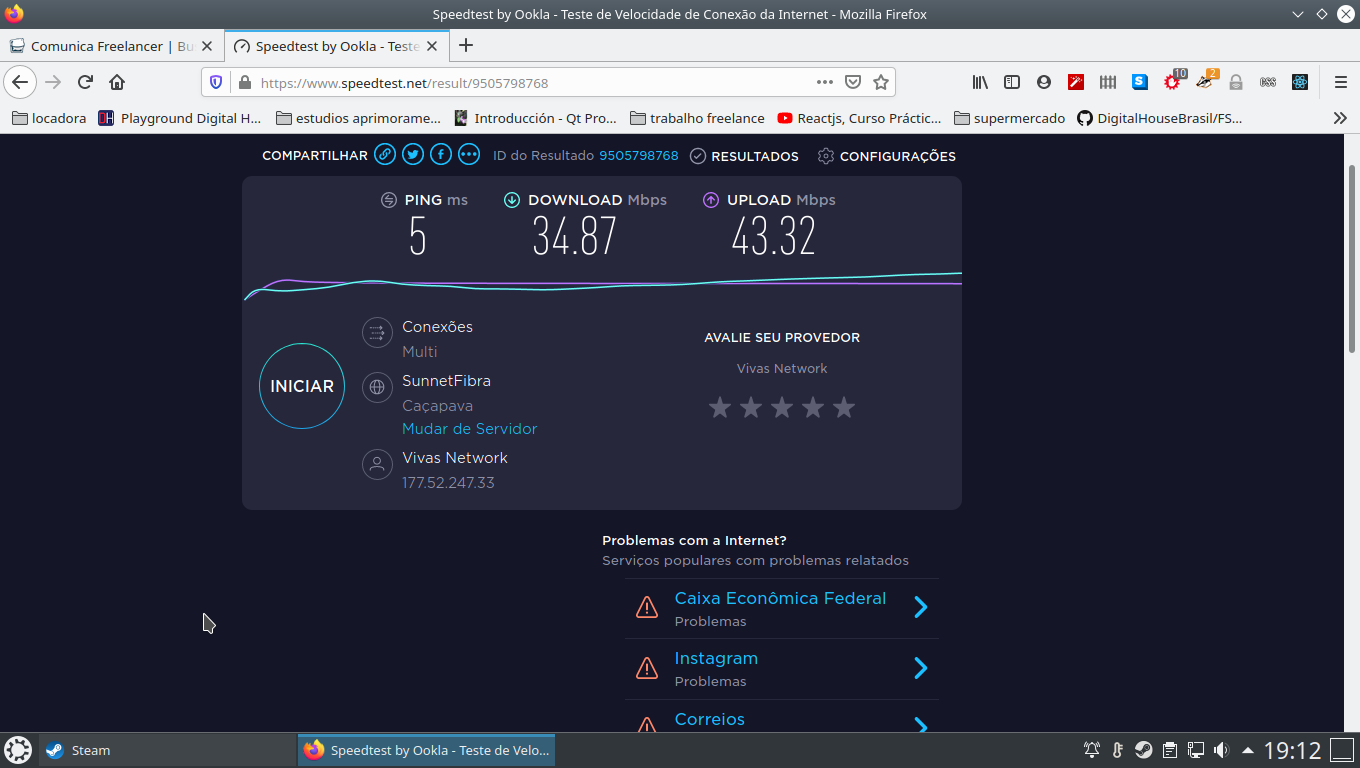 Speedtest by Ookla - Teste de Velocidade de Conexão da Internet - Mozilla Firefox
Comunica Freelancer | Bu
Speedtest by Ookla - Teste
https://www.speedtest.net/result/9505798768
S
10
2
CSS
locadora
DH Playground Digital H...
estudios aprimorame...
Introducción - Qt Pro...
trabalho freelance
Reactjs, Curso Práctic...
supermercado
DigitalHouseBrasil/FS...
COMPARTILHAR
ID do Resultado 9505798768
RESULTADOS
CONFIGURAÇÕES
PING ms
5
DOWNLOAD Mbps
34.87
UPLOAD Mbps
43.32
INICIAR
Conexões
Multi
SunnetFibra
Caçapava
Mudar de Servidor
Vivas Network
177.52.247.33
AVALIE SEU PROVEDOR
Vivas Network
Problemas com a Internet?
Serviços populares com problemas relatados
Caixa Econômica Federal
Problemas
Instagram
Problemas
Correios
Steam
Speedtest by Ookla - Teste de Velo...
19:12